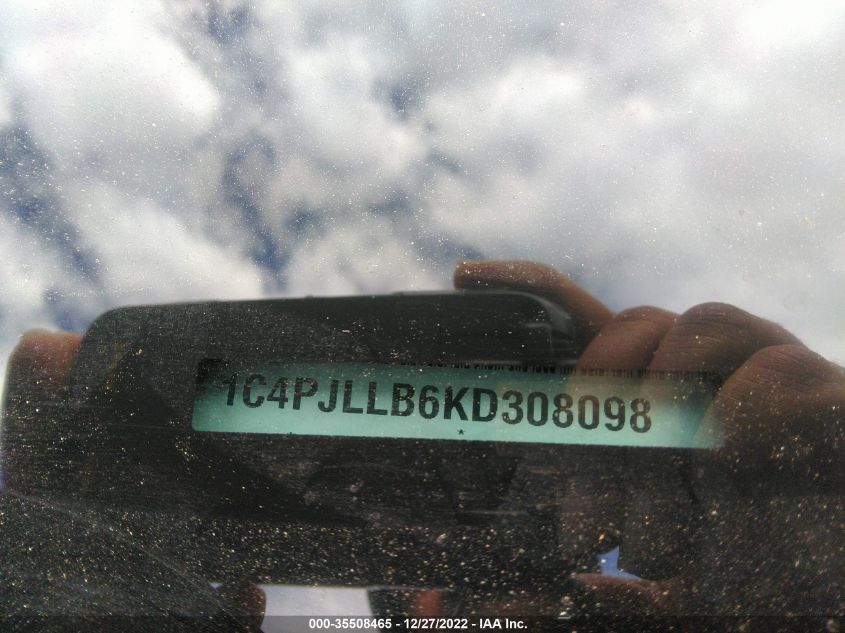 1C4PJLLB6KD308098
*
000-35508465 - 12/27/2022 - IAA Inc.